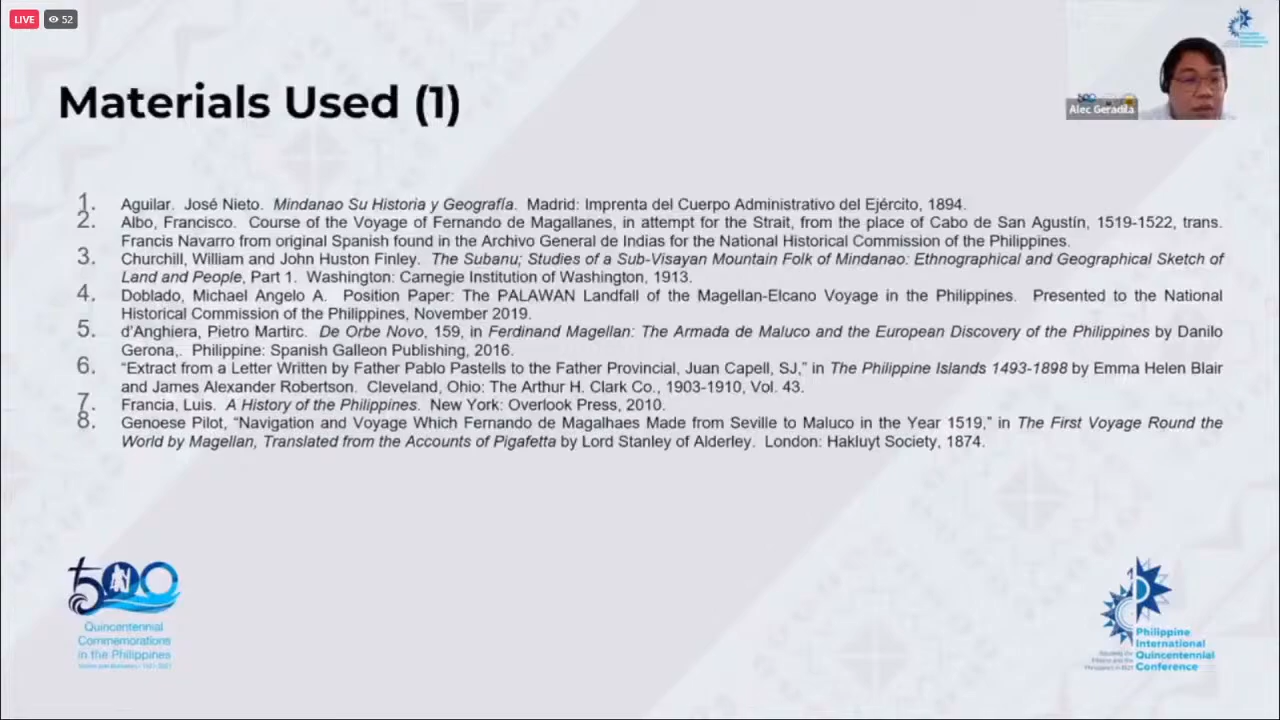 LIVE 52
Materials Used (1)
Alec Geradila
1. Aguilar. José Nieto. Mindanao Su Historia y Geografía. Madrid: Imprenta del Cuerpo Administrativo del Ejército, 1894.
2. Albo, Francisco. Course of the Voyage of Fernando de Magallanes, in attempt for the Strait, from the place of Cabo de San Agustín, 1519-1522, trans.
Francis Navarro from original Spanish found in the Archivo General de Indias for the National Historical Commission of the Philippines.
3. Churchill, William and John Huston Finley. The Subanu; Studies of a Sub-Visayan Mountain Folk of Mindanao: Ethnographical and Geographical Sketch of
Land and People, Part 1. Washington: Carnegie Institution of Washington, 1913.
4. Doblado, Michael Angelo A. Position Paper: The PALAWAN Landfall of the Magellan-Elcano Voyage in the Philippines. Presented to the National
Historical Commission of the Philippines, November 2019.
5. d'Anghiera, Pietro Martirc. De Orbe Novo, 159, in Ferdinand Magellan: The Armada de Maluco and the European Discovery of the Philippines by Danilo
Gerona,. Philippine: Spanish Galleon Publishing, 2016.
6. “Extract from a Letter Written by Father Pablo Pastells to the Father Provincial, Juan Capell, SJ,” in The Philippine Islands 1493-1898 by Emma Helen Blair
and James Alexander Robertson. Cleveland, Ohio: The Arthur H. Clark Co., 1903-1910, Vol. 43.
7. Francia, Luis. A History of the Philippines. New York: Overlook Press, 2010.
8. Genoese Pilot, “Navigation and Voyage Which Fernando de Magalhaes Made from Seville to Maluco in the Year 1519,” in The First Voyage Round the
World by Magellan, Translated from the Accounts of Pigafetta by Lord Stanley of Alderley. London: Hakluyt Society, 1874.
500
Quincentennial
Commemorations
in the Philippines
Philippine
International
Quincentennial
Conference